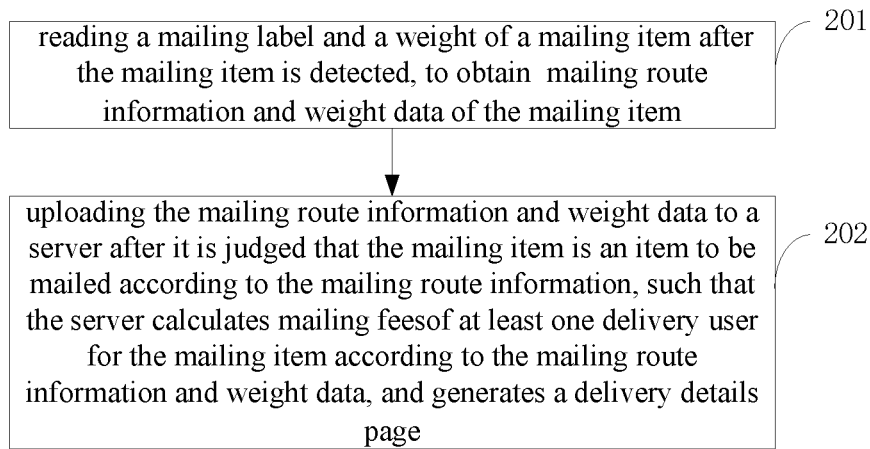 reading a mailing label and a weight of a mailing item after
the mailing item is detected, to obtain mailing route
information and weight data of the mailing item
201
uploading the mailing route information and weight data to a
server after it is judged that the mailing item is an item to be
mailed according to the mailing route information, such that
the server calculates mailing feesof at least one delivery user
for the mailing item according to the mailing route
information and weight data, and generates a delivery details
page
202